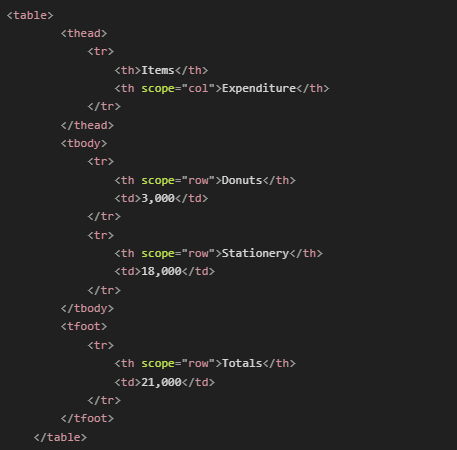 <table>
<thead>
<tr>
<th>Items</th>
<th scope="col">Expenditure</th>
</tr>
</thead>
<tbody>
<tr>
<th scope="row">Donuts</th>
<td>3,000</td>
</tr>
<tr>
<th scope="row">Stationery</th>
<td>18,000</td>
</tr>
</tbody>
<tfoot>
<tr>
<th scope="row">Totals</th>
<td>21,000</td>
</tr>
</tfoot>
</table>